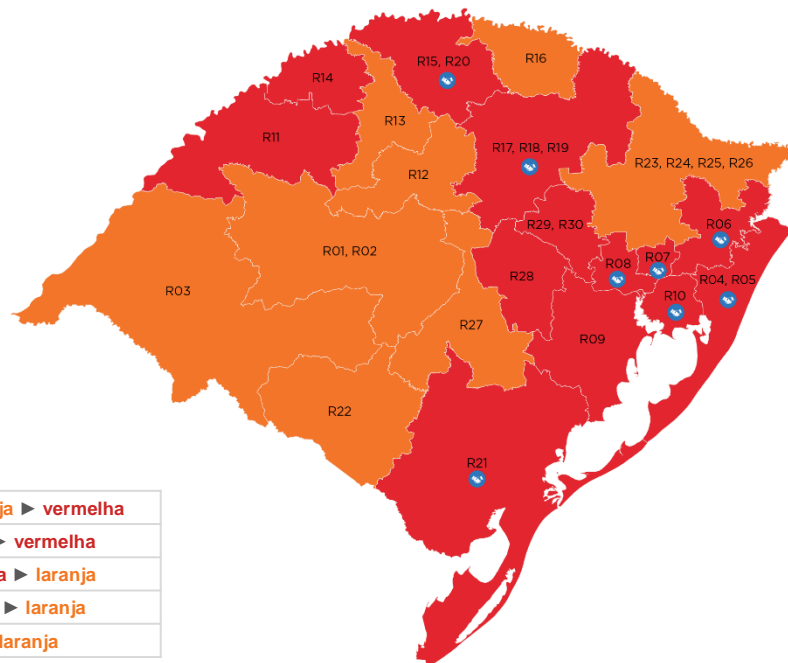 R14
R15, R20
R16
R11
R13
R17, R18, R19
R12
R23, R24, R25, R26
R29, R30
R06
R01, R02
R08
R07
R28
R04, R05
R03
R10
R27
R09
R22
R21
ja ► vermelha
► vermelha
a ► laranja
► laranja
laranja